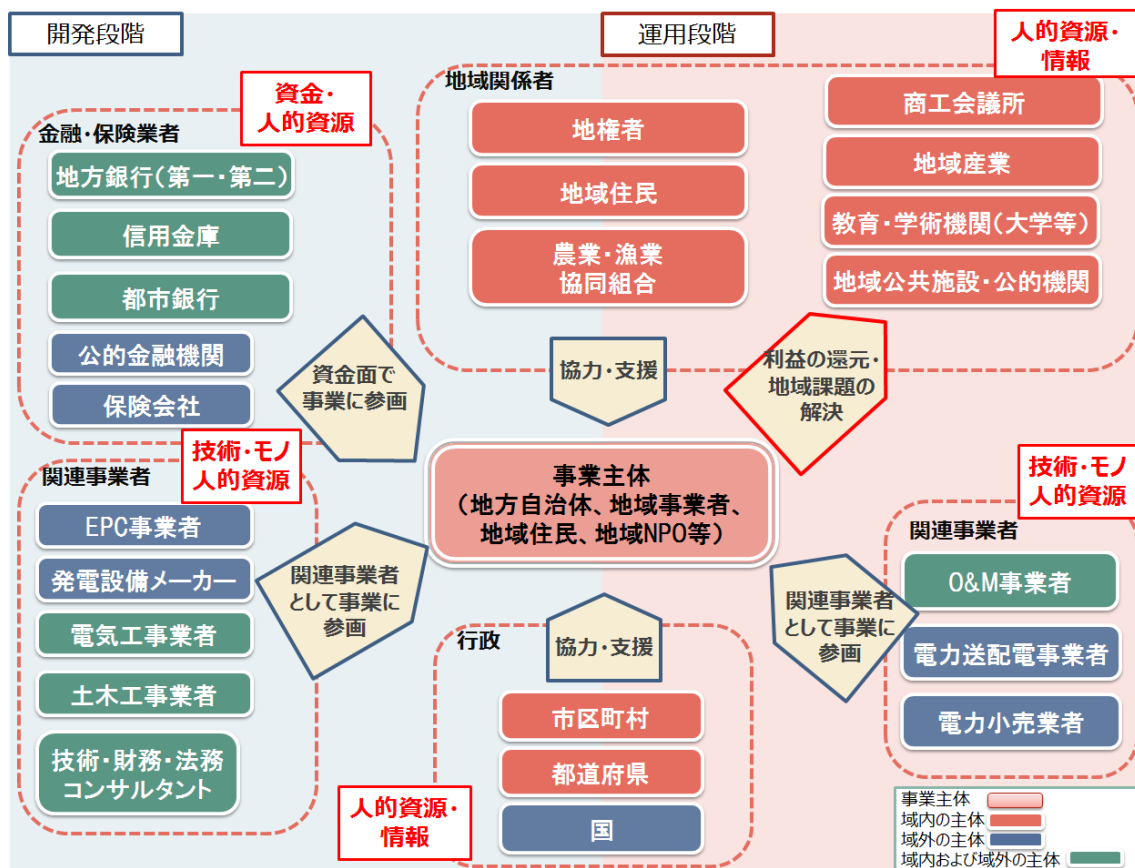 開発段階
運用段階
資金・
人的資源
金融・保険業者
地方銀行（第一・第二）
信用金庫
都市銀行
公的金融機関
保険会社
資金面で
事業に参画
人的資源・
情報
地域関係者
地権者
地域住民
農業・漁業
協同組合
商工会議所
地域産業
教育・学術機関（大学等）
地域公共施設・公的機関
協力・支援
利益の還元・
地域課題の
解決
技術・モノ
人的資源
関連事業者
EPC事業者
発電設備メーカー
電気工事業者
土木工事業者
技術・財務・法務
コンサルタント
関連事業者
として事業に
参画
事業主体
（地方自治体、地域事業者、
地域住民、地域NPO等）
技術・モノ
人的資源
関連事業者
O&M事業者
電力送配電事業者
電力小売業者
関連事業者
として事業に
参画
行政
協力・支援
市区町村
都道府県
国
人的資源・
情報
事業主体
域内の主体
域外の主体
域内および域外の主体